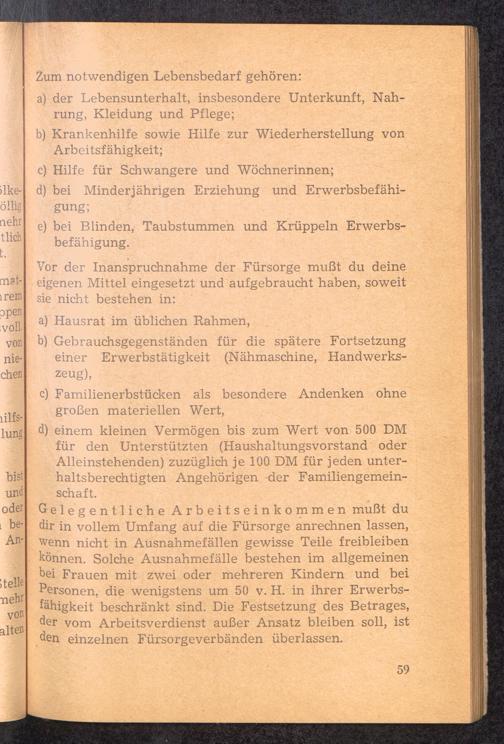 Zum notwendigen Lebensbedarf gehören:
a) der Lebensunterhalt, insbesondere Unterkunft, Nah-
rung, Kleidung und Pflege;
b) Krankenhilfe sowie Hilfe zur Wiederherstellung von
Arbeitsfähigkeit;
c) Hilfe für Schwangere und Wöchnerinnen;
d) bei Minderjährigen Erziehung und Erwerbsbefähi-
gung;
e) bei Blinden, Taubstummen und Krüppeln Erwerbs-
befähigung.
Vor der Inanspruchnahme der Fürsorge mußt du deine
eigenen Mittel eingesetzt und aufgebraucht haben, soweit
sie nicht bestehen in:
a) Hausrat im üblichen Rahmen,
b) Gebrauchsgegenständen für die spätere Fortsetzung
einer Erwerbstätigkeit (Nähmaschine, Handwerks-
zeug),
c) Familienerbstücken als besondere Andenken ohne
großen materiellen Wert,
d) einem kleinen Vermögen bis zum Wert von 500 DM
für den Unterstützten (Haushaltungsvorstand oder
Alleinstehenden) zuzüglich je 100 DM für jeden unter-
haltsberechtigten Angehörigen der Familiengemein-
schaft.
Gelegentliche Arbeitseinkommen mußt du
dir in vollem Umfang auf die Fürsorge anrechnen lassen,
wenn nicht in Ausnahmefällen gewisse Teile freibleiben
können. Solche Ausnahmefälle bestehen im allgemeinen
bei Frauen mit zwei oder mehreren Kindern und bei
Personen, die wenigstens um 50 v. H. in ihrer Erwerbs-
fähigkeit beschränkt sind. Die Festsetzung des Betrages,
der vom Arbeitsverdienst außer Ansatz bleiben soll, ist
den einzelnen Fürsorgeverbänden überlassen.
59